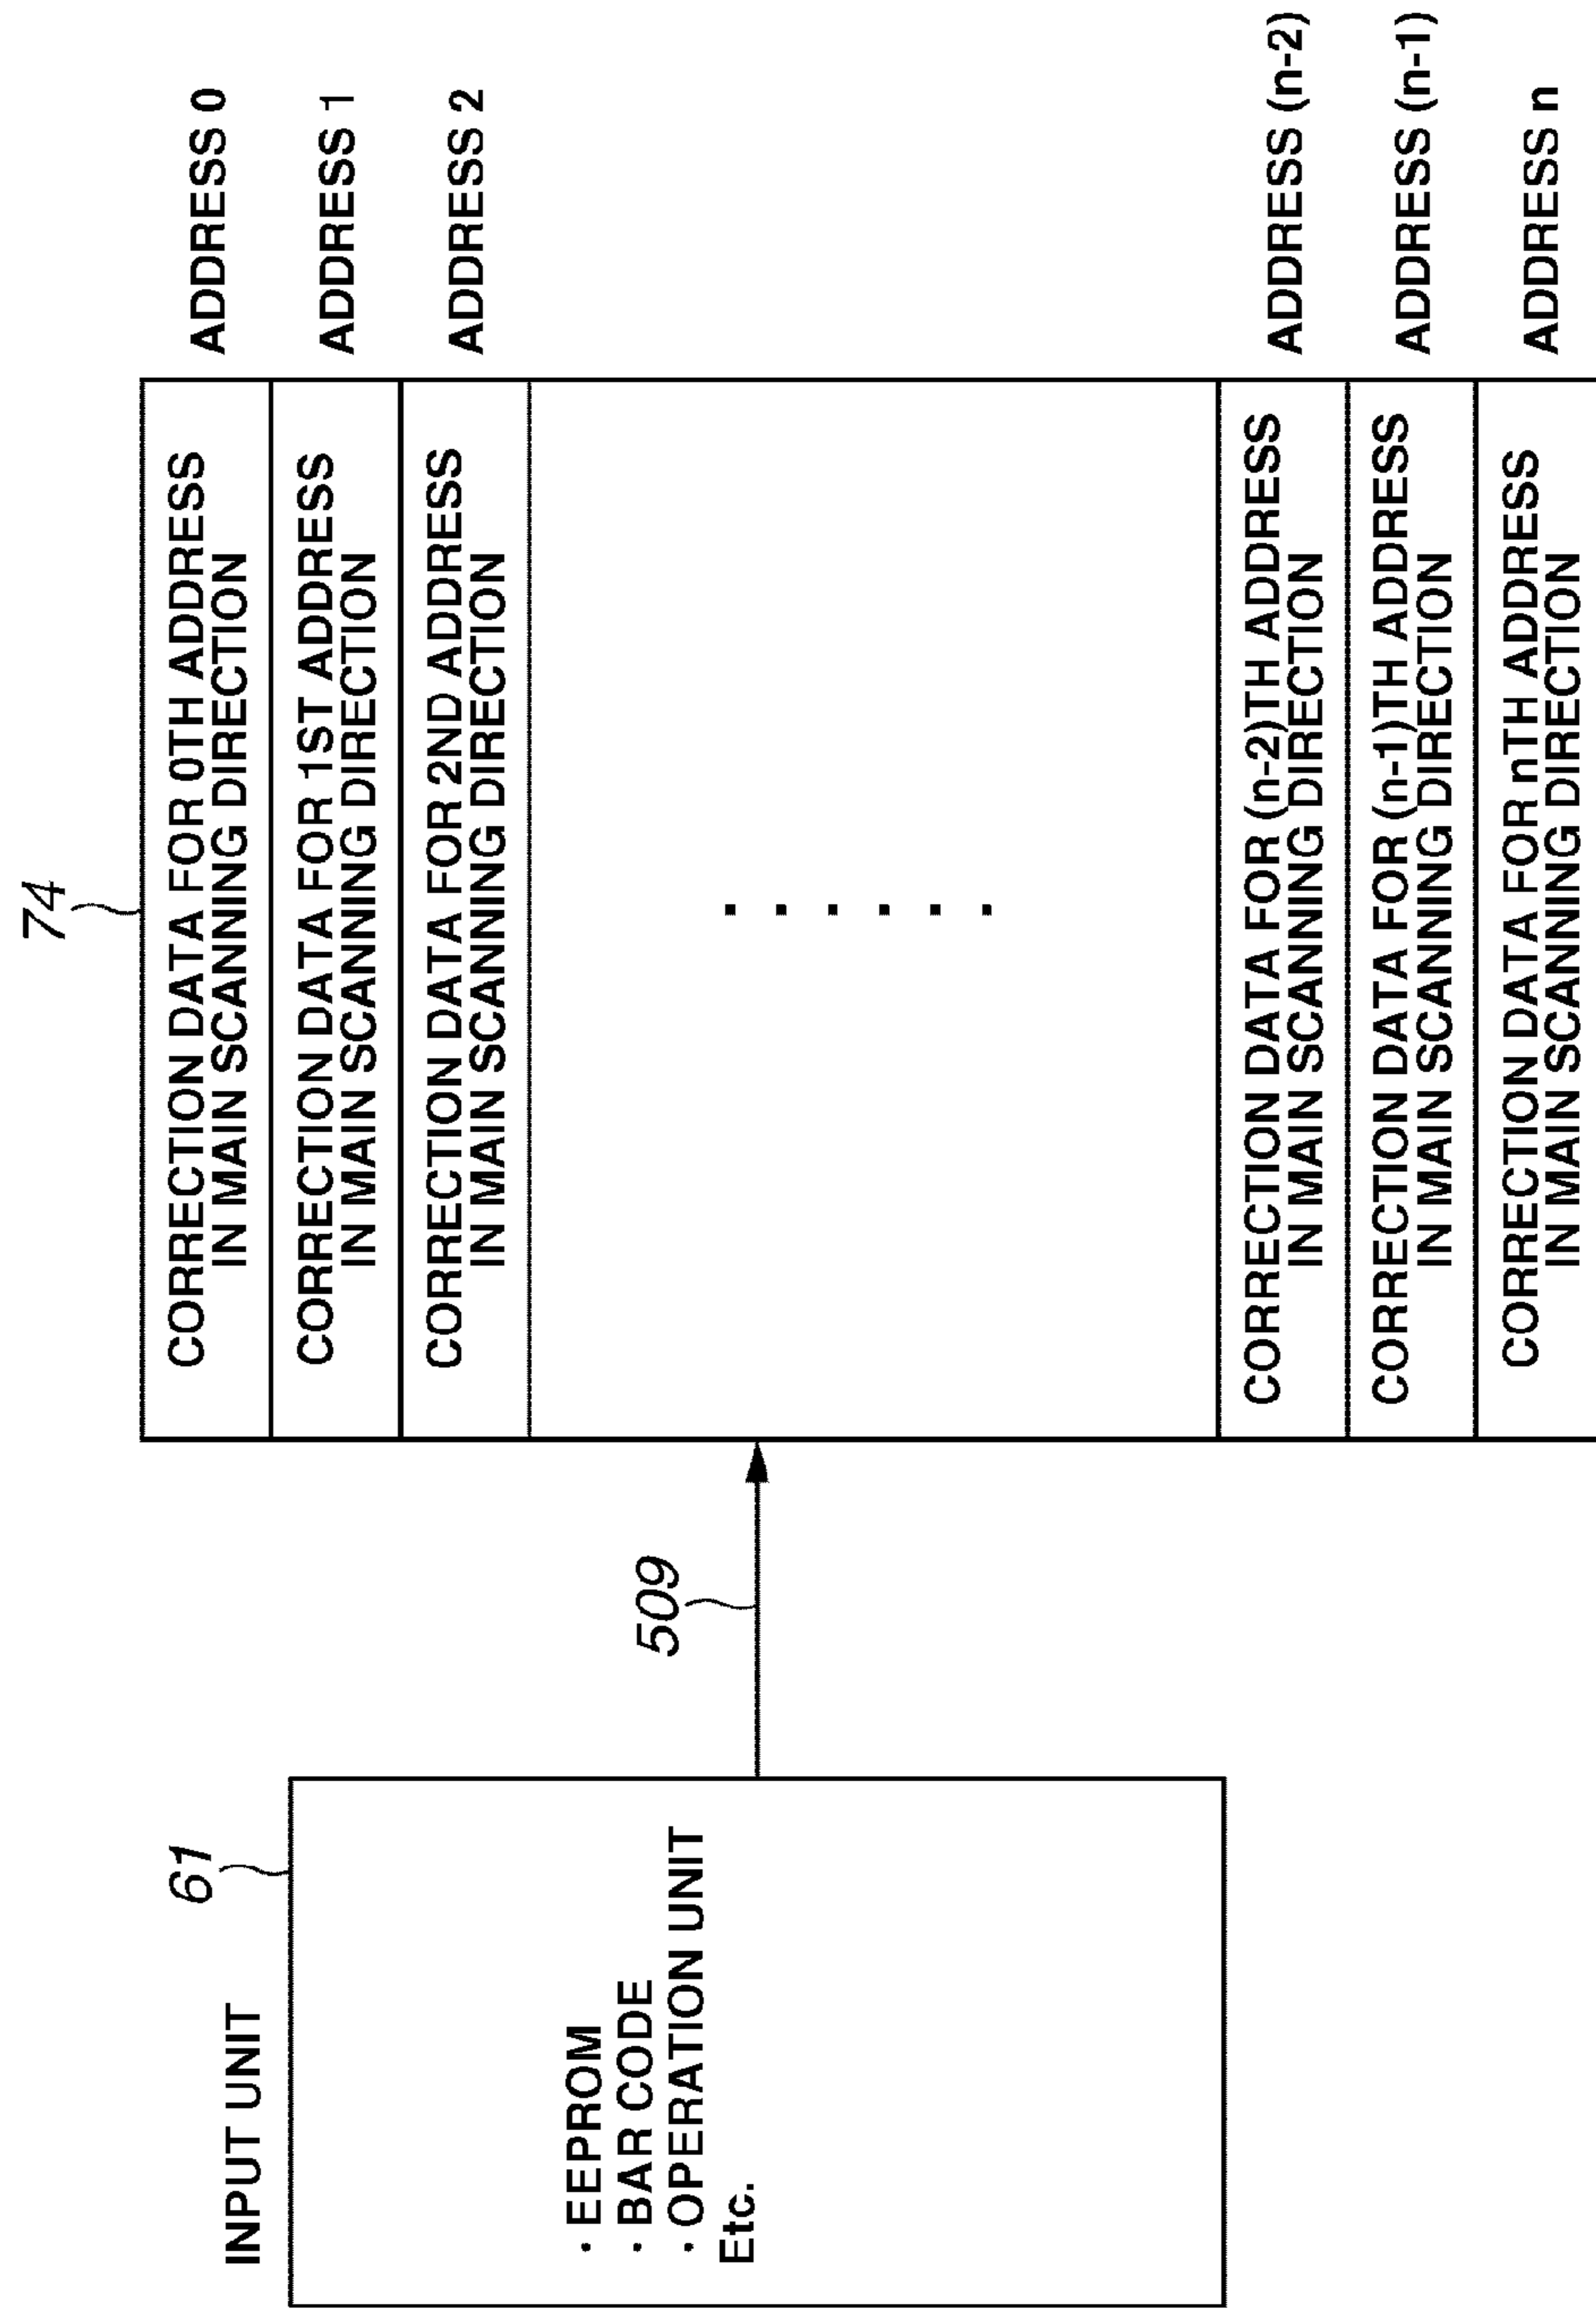 INPUT UNIT
61
· EEPROM
· BAR CODE
· OPERATION UNIT
Etc.
509
74
CORRECTION DATA FOR 0TH ADDRESS
IN MAIN SCANNING DIRECTION
ADDRESS 0
CORRECTION DATA FOR 1ST ADDRESS
IN MAIN SCANNING DIRECTION
ADDRESS 1
CORRECTION DATA FOR 2ND ADDRESS
IN MAIN SCANNING DIRECTION
ADDRESS 2
CORRECTION DATA FOR (n-2)TH ADDRESS
IN MAIN SCANNING DIRECTION
ADDRESS (n-2)
CORRECTION DATA FOR (n-1)TH ADDRESS
IN MAIN SCANNING DIRECTION
ADDRESS (n-1)
CORRECTION DATA FOR nTH ADDRESS
IN MAIN SCANNING DIRECTION
ADDRESS n